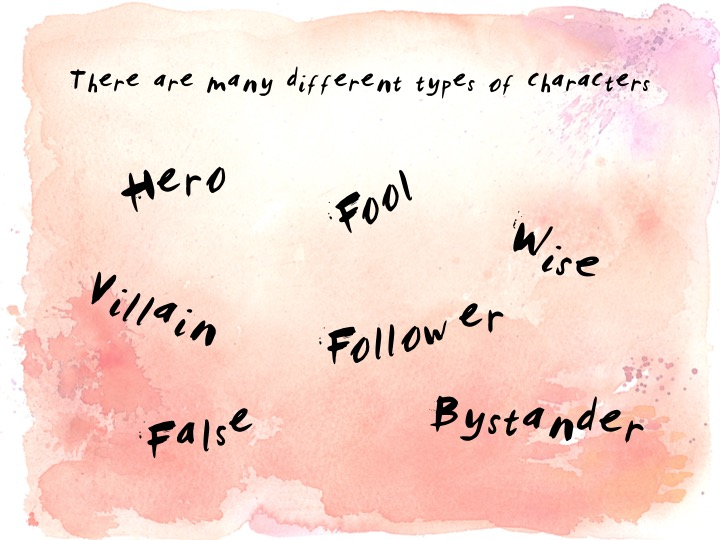 There are many different types of characters
Hero
Fool
Wise
Villain
Follower
False
Bystander